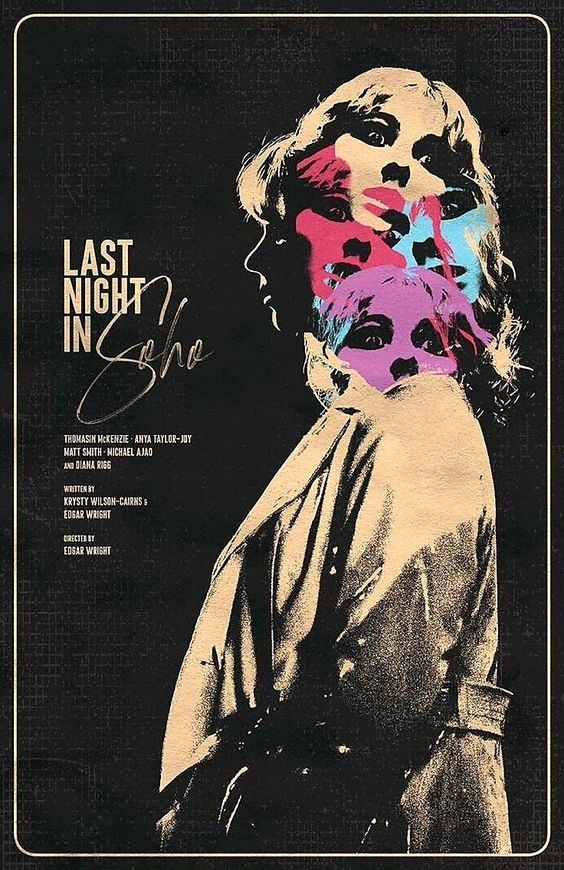 LAST
NIGHT
IN Soho
THOMASIN McKENZIE · ANYA TAYLOR-JOY
MATT SMITH · MICHAEL AJAO
AND DIANA RIGG
WRITTEN BY
KRYSTY WILSON-CAIRNS &
EDGAR WRIGHT
DIRECTED BY
EDGAR WRIGHT